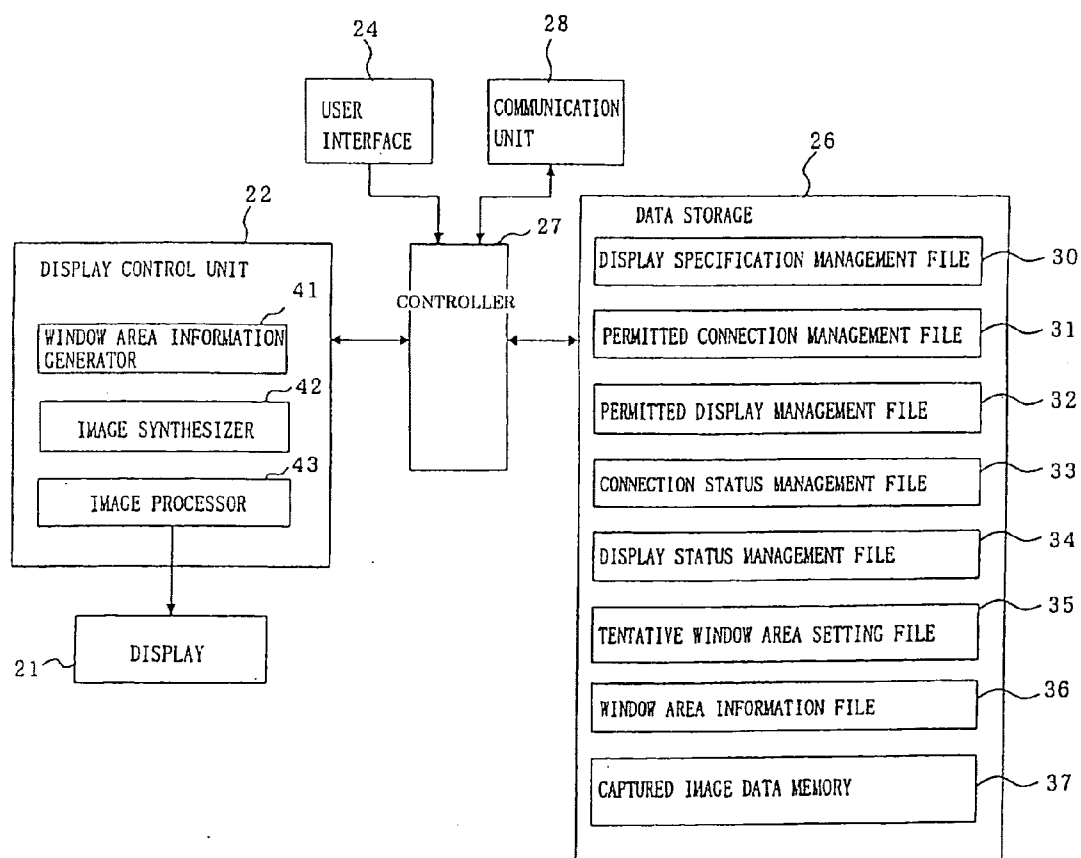 24
28
USER
INTERFACE
COMMUNICATION
UNIT
26
22
27
DATA STORAGE
DISPLAY CONTROL UNIT
DISPLAY SPECIFICATION MANAGEMENT FILE
30
41
WINDOW AREA INFORMATION
GENERATOR
CONTROLLER
PERMITTED CONNECTION MANAGEMENT FILE
31
42
IMAGE SYNTHESIZER
PERMITTED DISPLAY MANAGEMENT FILE
32
43
IMAGE PROCESSOR
CONNECTION STATUS MANAGEMENT FILE
33
DISPLAY STATUS MANAGEMENT FILE
34
21
DISPLAY
TENTATIVE WINDOW AREA SETTING FILE
35
WINDOW AREA INFORMATION FILE
36
CAPTURED IMAGE DATA MEMORY
37